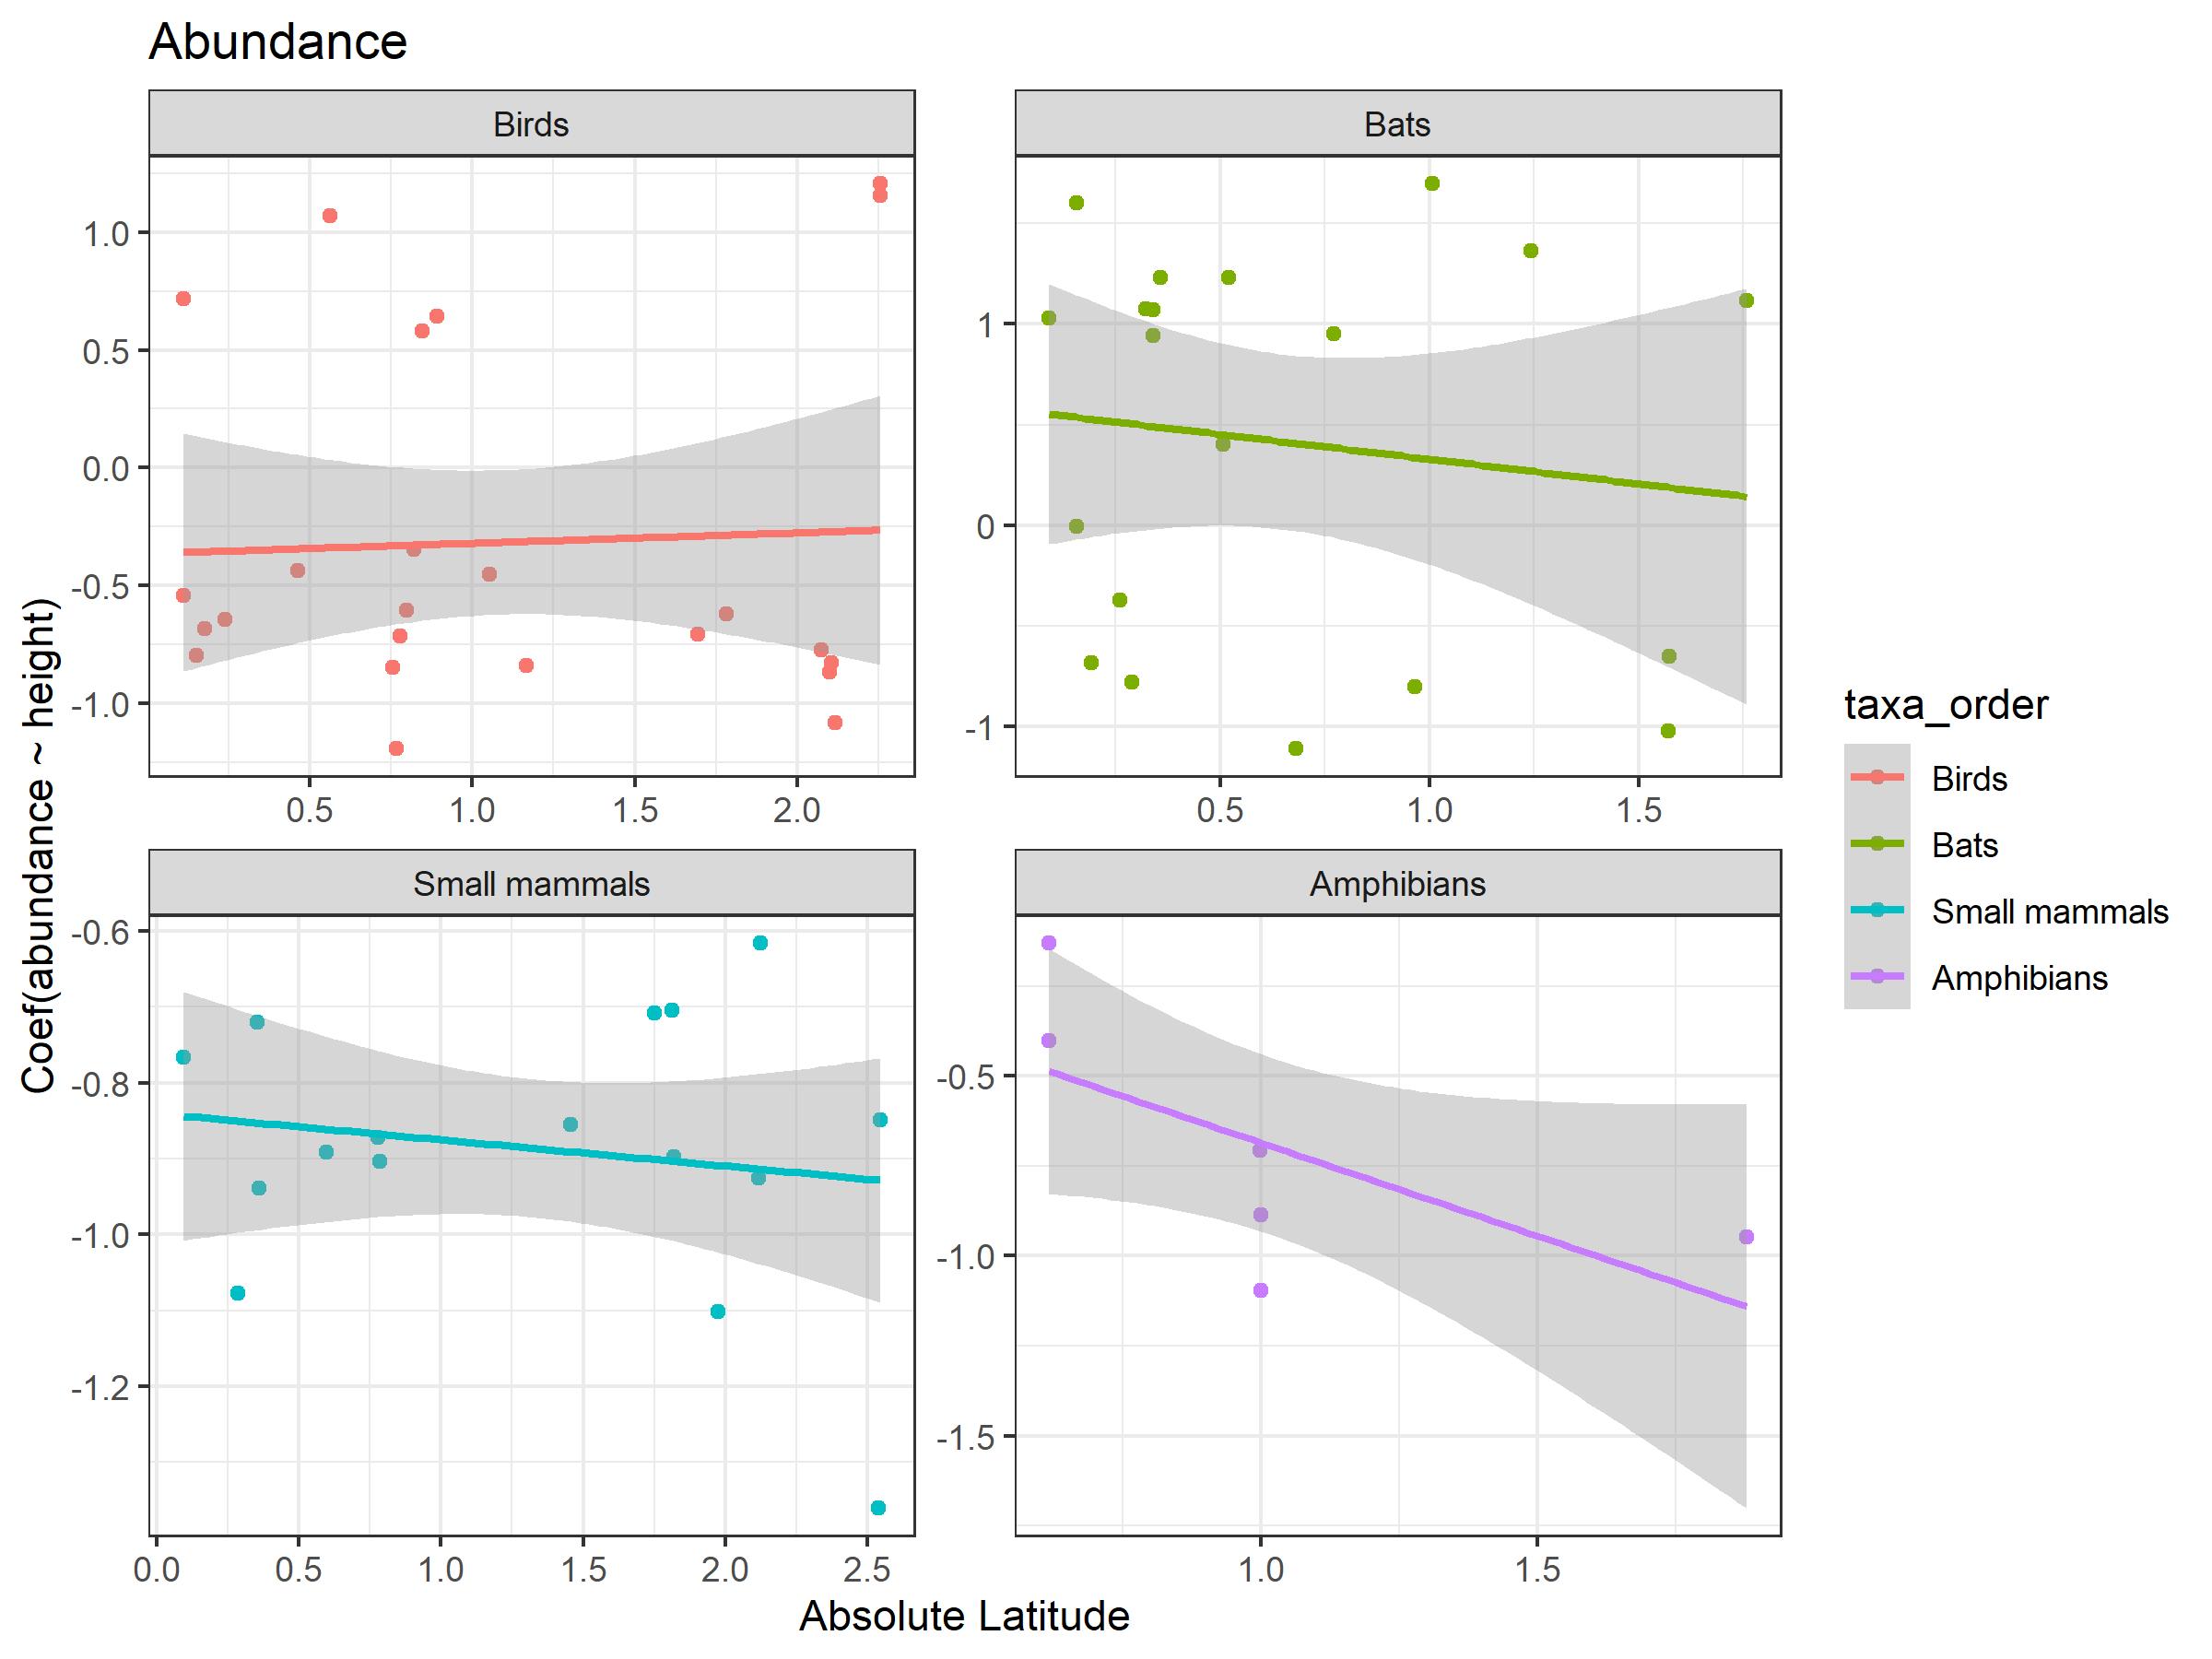 Abundance
Birds
Bats
1.0
0.5
0.0
-0.5
-1.0
1
0
-1
0.5 1.0 1.5 2.0
0.5 1.0 1.5
Small mammals
Amphibians
-0.6
-0.8
-1.0
-1.2
-0.5
-1.0
-1.5
0.0 0.5 1.0 1.5 2.0 2.5
1.0 1.5
Absolute Latitude
Coef(abundance ~ height)
taxa_order
Birds
Bats
Small mammals
Amphibians